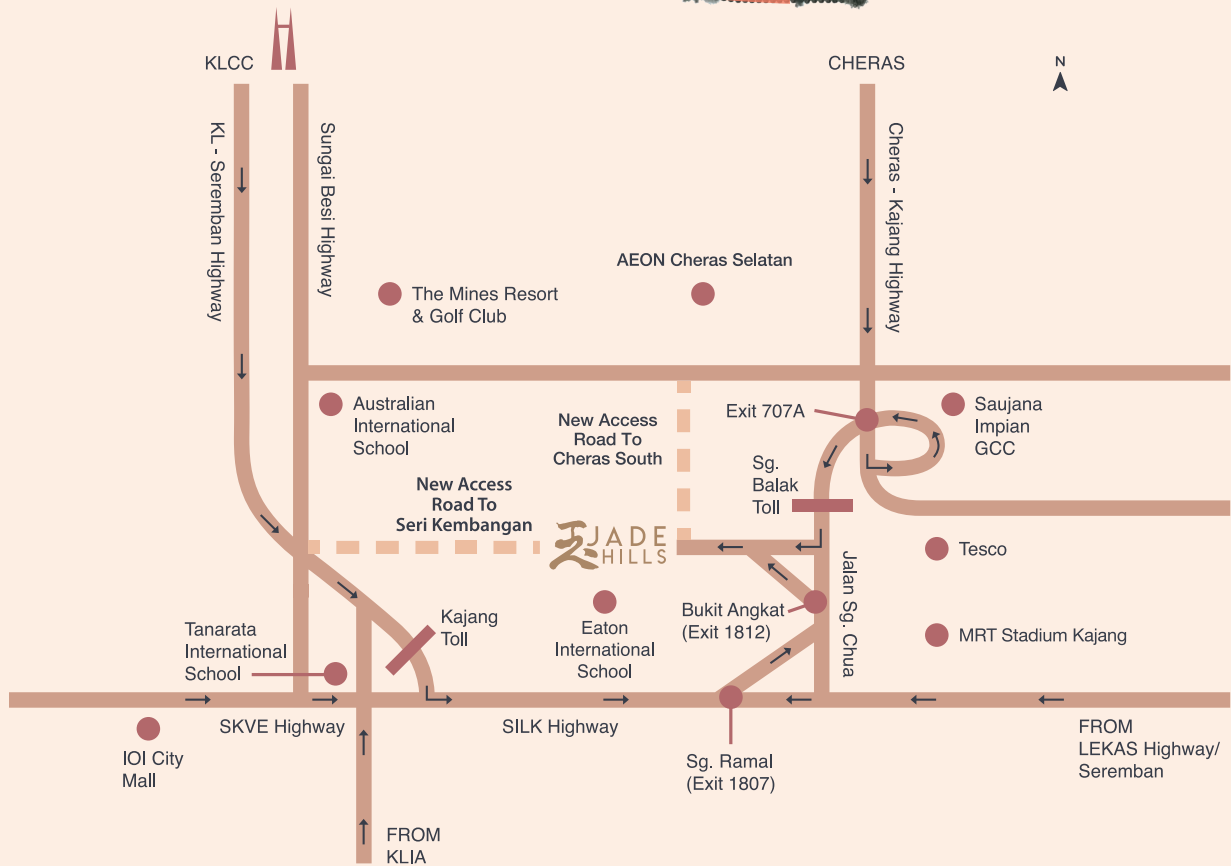 KLCC
CHERAS
N
KL - Seremban Highway
Sungai Besi Highway
Cheras - Kajang Highway
AEON Cheras Selatan
The Mines Resort
& Golf Club
Australian
International
School
New Access
Road To
Cheras South
Exit 707A
Saujana
Impian
GCC
Sg.
Balak
Toll
New Access
Road To
Seri Kembangan
JADE
HILLS
Tesco
Jalan Sg. Chua
Bukit Angkat
(Exit 1812)
Eaton
International
School
Kajang
Toll
Tanarata
International
School
MRT Stadium Kajang
SKVE Highway
SILK Highway
IOI City
Mall
Sg. Ramal
(Exit 1807)
FROM
LEKAS Highway/
Seremban
FROM
KLIA